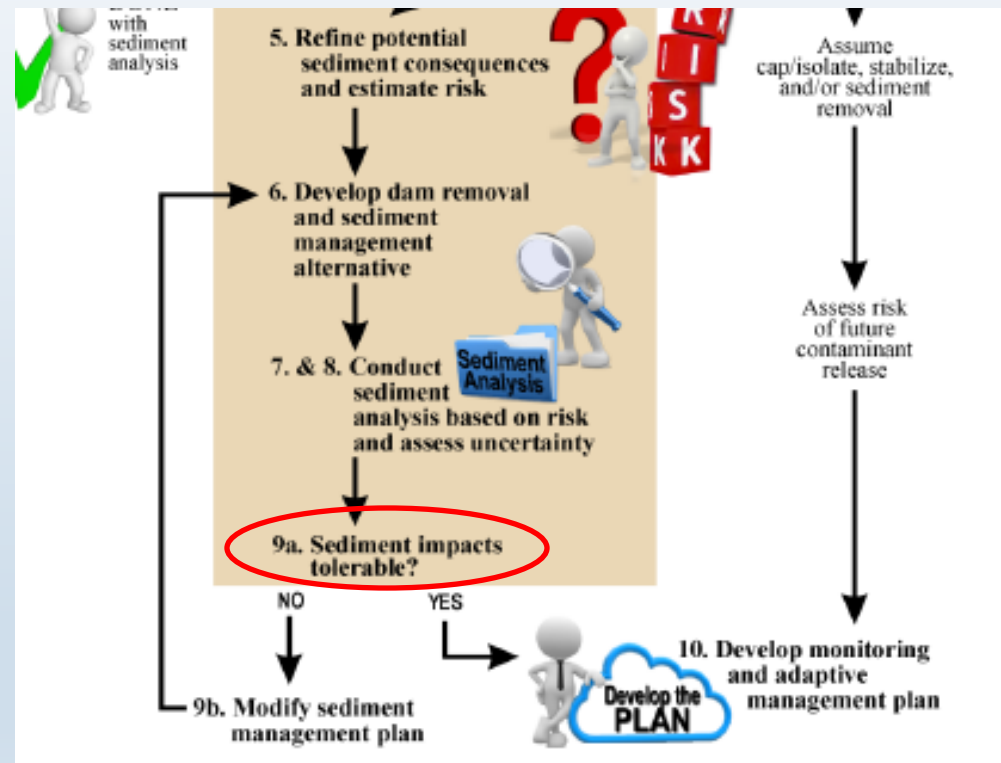 with
sediment
analysis
5. Refine potential
sediment consequences
and estimate risk
R
I
I
S
S
K K
Assume
cap/isolate, stabilize,
and/or sediment
removal
6. Develop dam removal
and sediment
management
alternative
Assess risk
of future
contaminant
release
7. & 8. Conduct
sediment
analysis based on risk
and assess uncertainty
Sediment
Analysis
9a. Sediment impacts
tolerable?
NO
YES
9b. Modify sediment
management plan
Develop the
PLAN
10. Develop monitoring
and adaptive
management plan